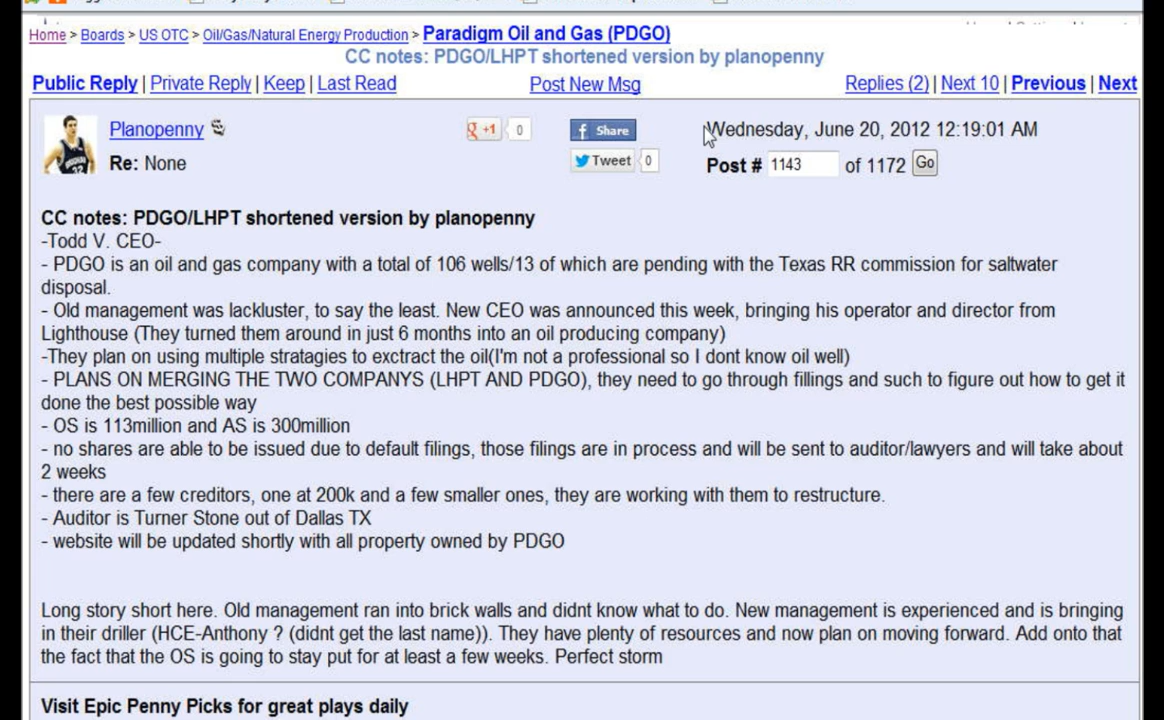 Home > Boards > US OTC > Oil/Gas/Natural Energy Production > Paradigm Oil and Gas (PDGO)
CC notes: PDGO/LHPT shortened version by planopenny
Public Reply | Private Reply | Keep | Last Read Post New Msg Replies (2) | Next 10 | Previous | Next
Planopenny +1 0 Share Wednesday, June 20, 2012 12:19:01 AM
Re: None Tweet 0 Post # 1143 of 1172 Go
CC notes: PDGO/LHPT shortened version by planopenny
-Todd V. CEO-
- PDGO is an oil and gas company with a total of 106 wells/13 of which are pending with the Texas RR commission for saltwater
disposal.
- Old management was lackluster, to say the least. New CEO was announced this week, bringing his operator and director from
Lighthouse (They turned them around in just 6 months into an oil producing company)
-They plan on using multiple stratagies to exctract the oil(I'm not a professional so I dont know oil well)
- PLANS ON MERGING THE TWO COMPANYS (LHPT AND PDGO), they need to go through fillings and such to figure out how to get it
done the best possible way
- OS is 113million and AS is 300million
- no shares are able to be issued due to default filings, those filings are in process and will be sent to auditor/lawyers and will take about
2 weeks
- there are a few creditors, one at 200k and a few smaller ones, they are working with them to restructure.
- Auditor is Turner Stone out of Dallas TX
- website will be updated shortly with all property owned by PDGO
Long story short here. Old management ran into brick walls and didnt know what to do. New management is experienced and is bringing
in their driller (HCE-Anthony ? (didnt get the last name)). They have plenty of resources and now plan on moving forward. Add onto that
the fact that the OS is going to stay put for at least a few weeks. Perfect storm
Visit Epic Penny Picks for great plays daily